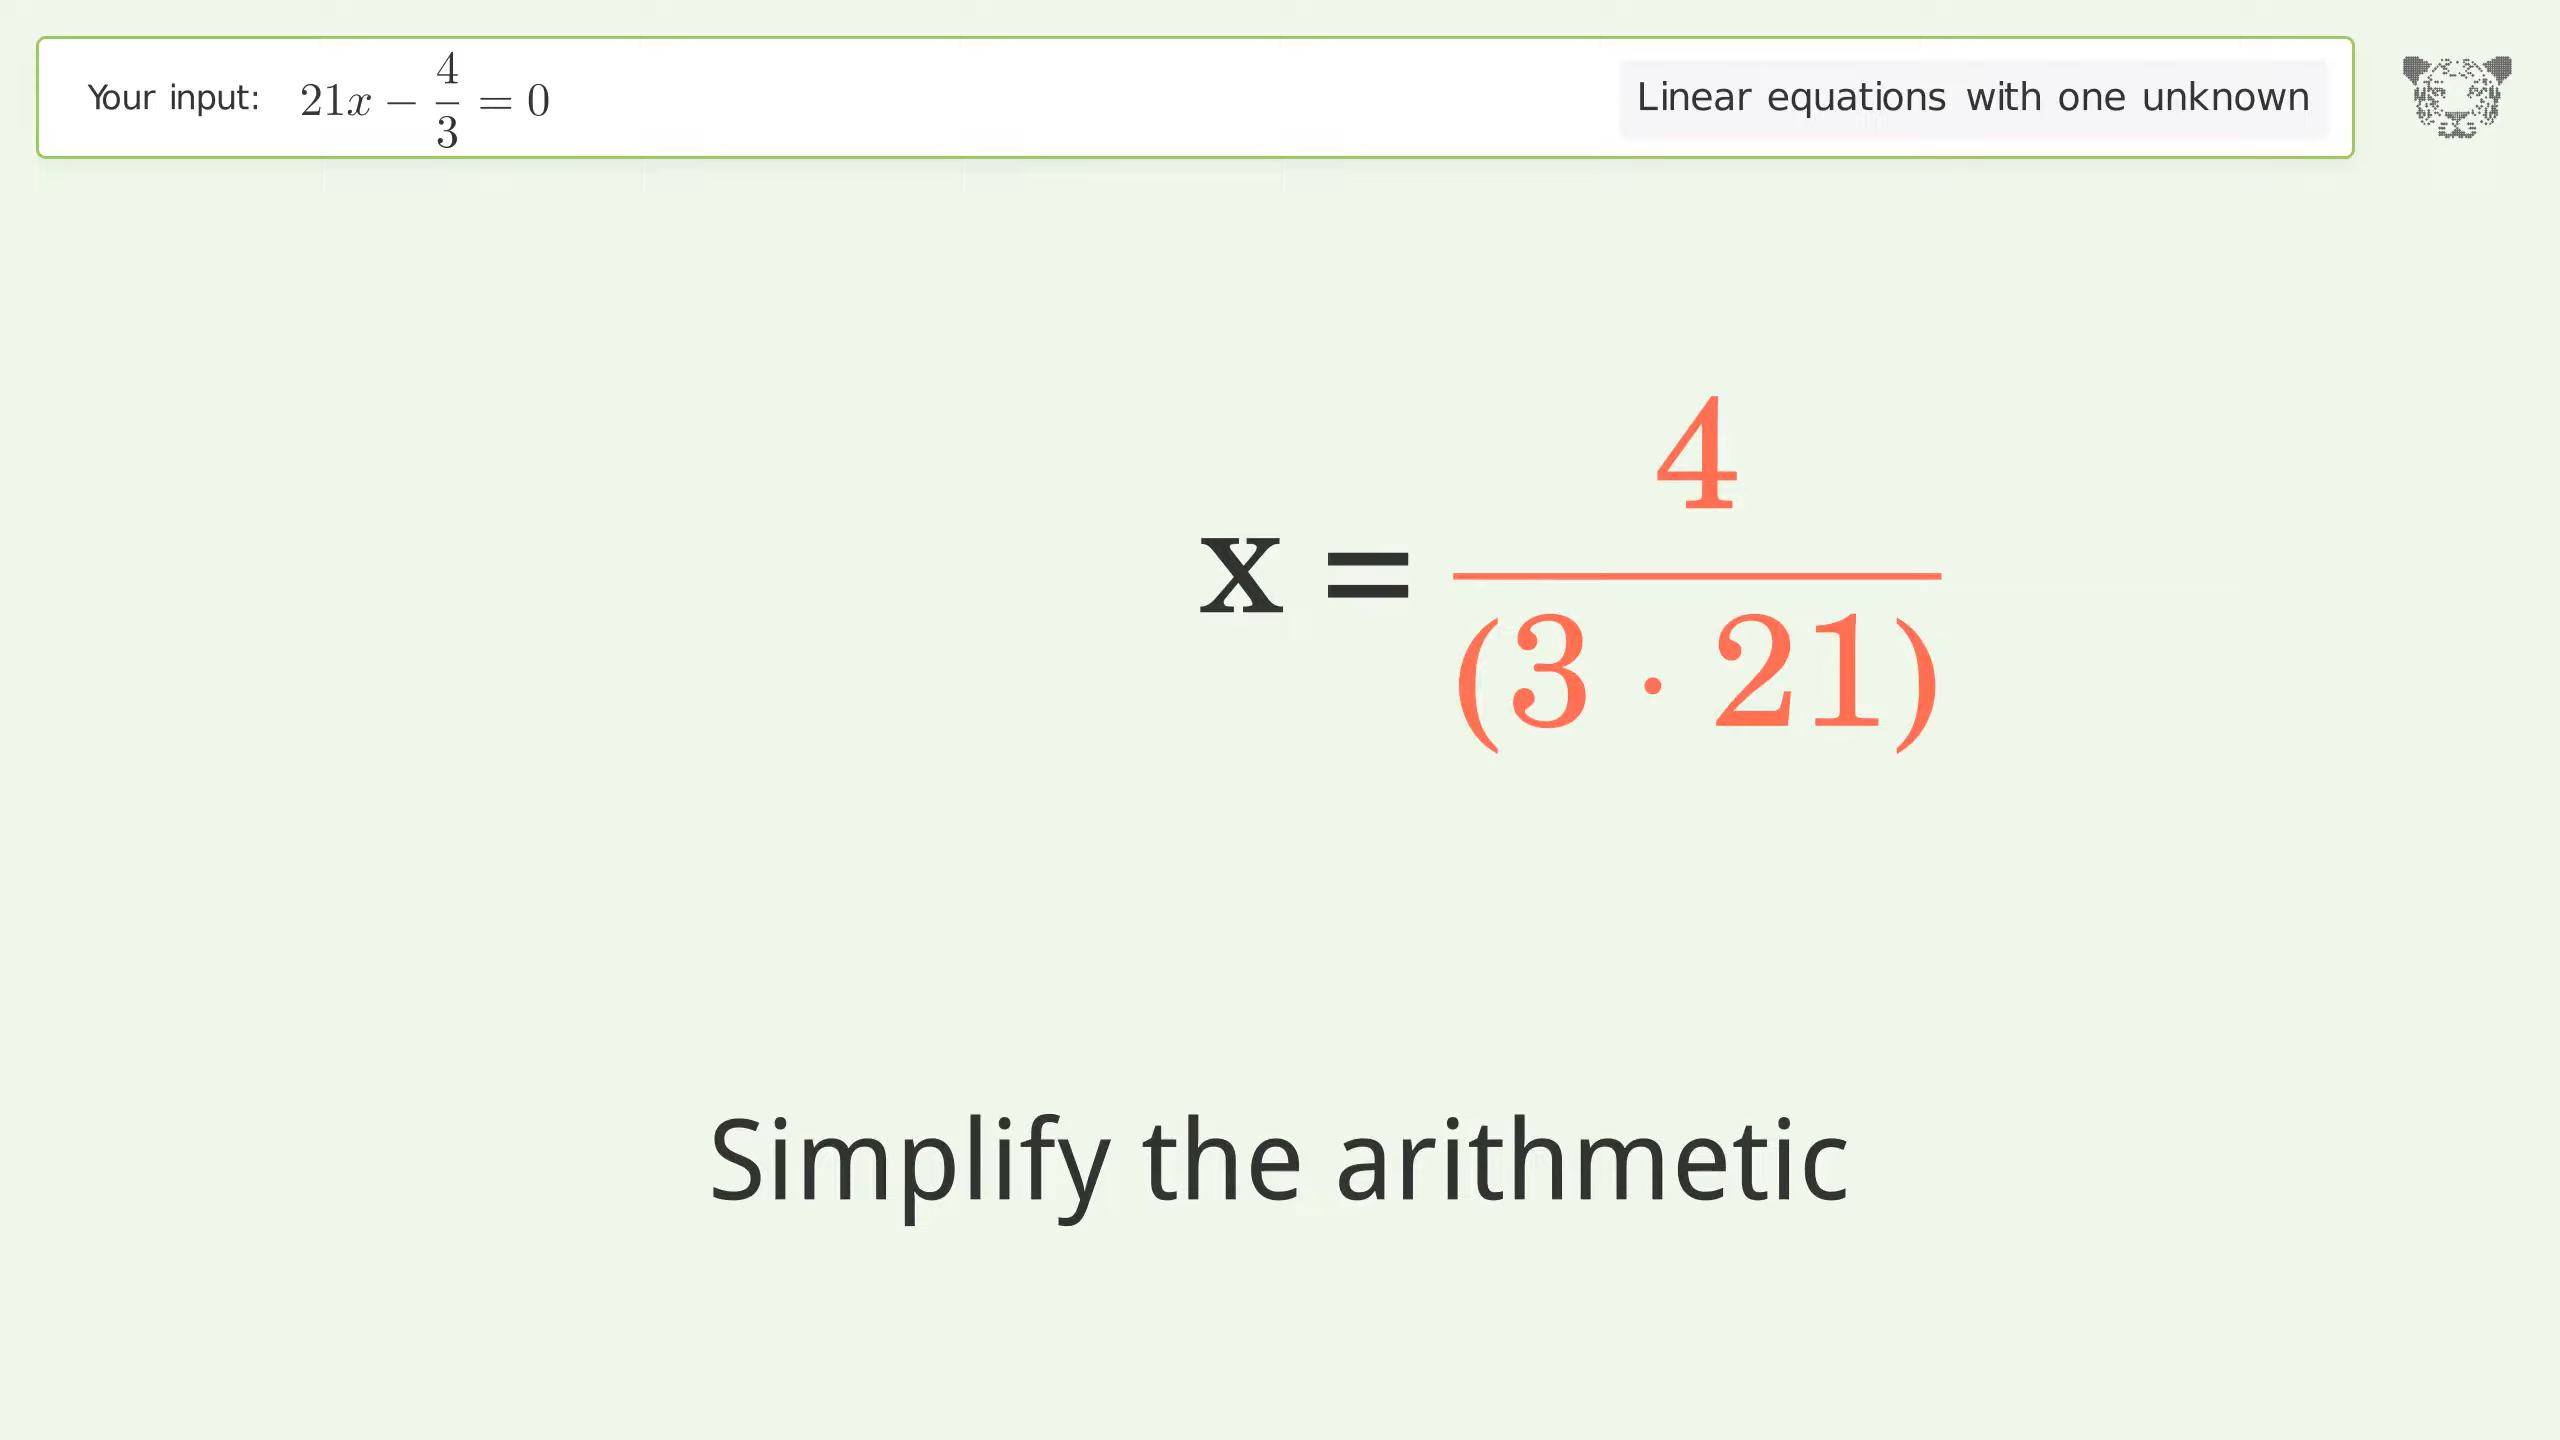 Your input: 21x − 4/3 = 0
Linear equations with one unknown
x = 4/(3 · 21)
Simplify the arithmetic